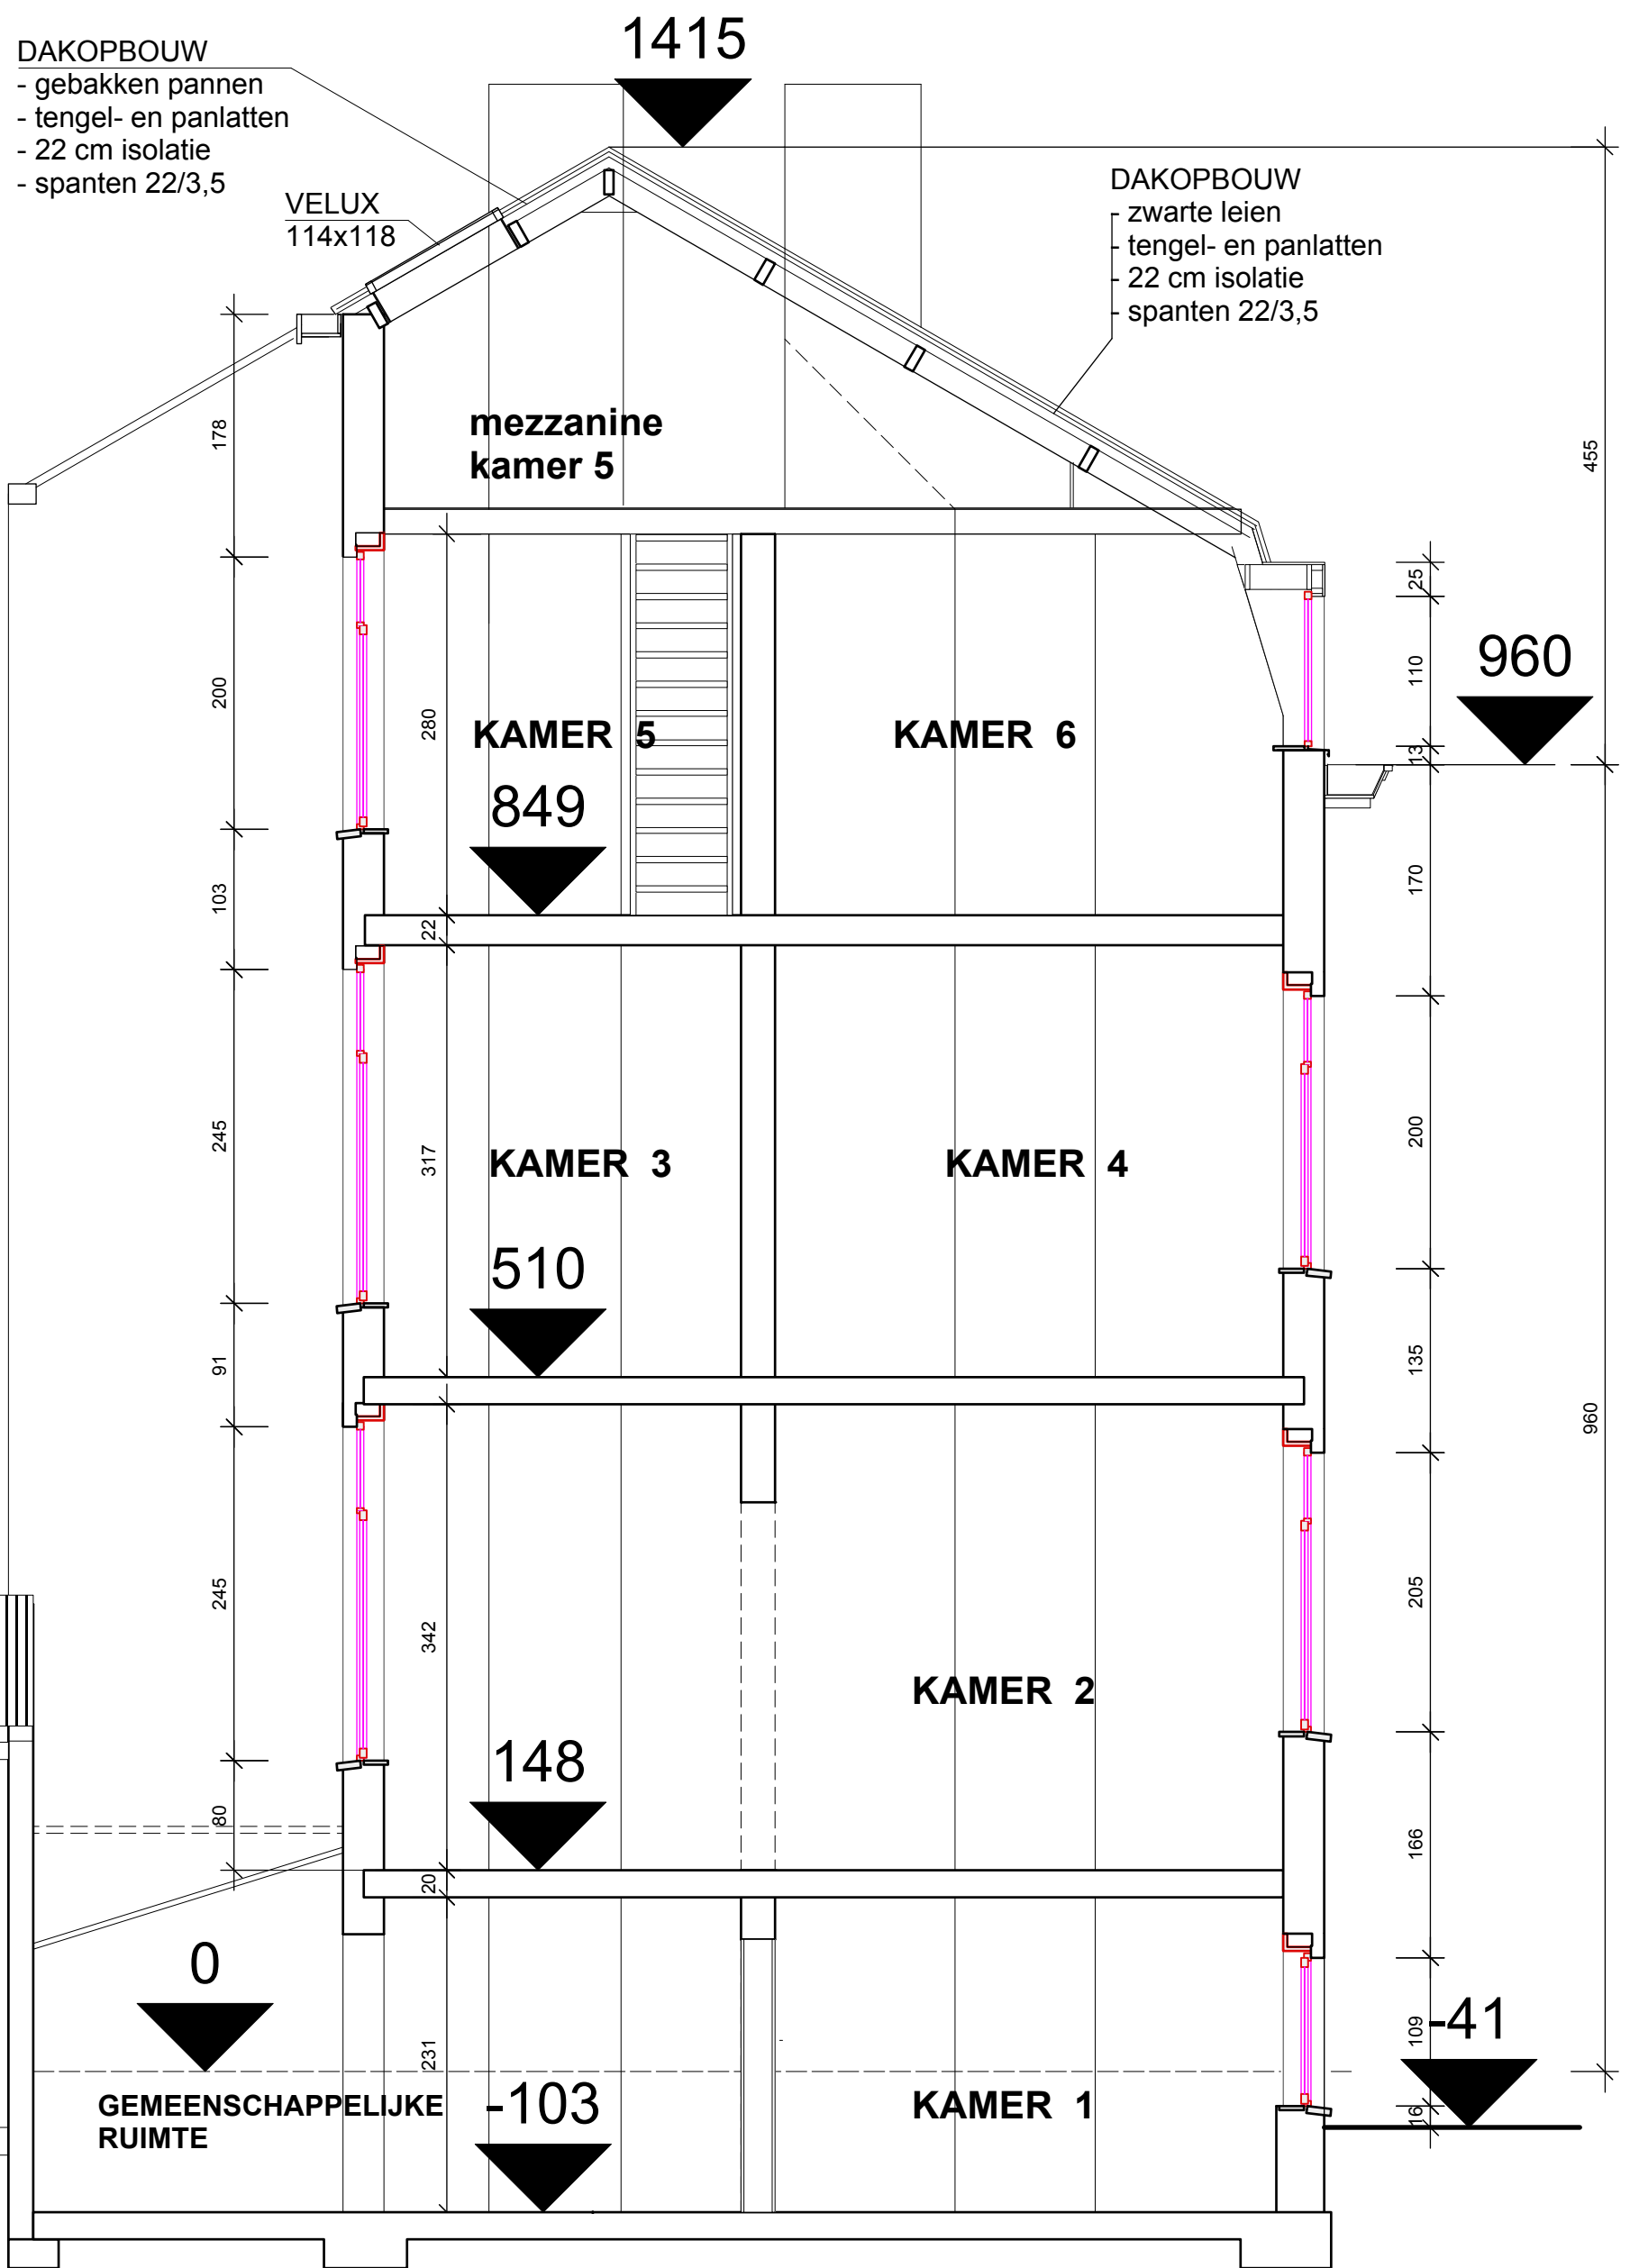 1415
DAKOPBOUW
- gebakken pannen
- tengel- en panlatten
- 22 cm isolatie
- spanten 22/3,5
VELUX
114x118
DAKOPBOUW
- zwarte leien
- tengel- en panlatten
- 22 cm isolatie
- spanten 22/3,5
mezzanine
kamer 5
178
455
25
960
110
200
280
KAMER 5
KAMER 6
13
849
103
22
170
245
317
KAMER 3
KAMER 4
200
510
91
135
960
245
342
205
KAMER 2
148
80
20
166
0
231
109
-41
GEMEENSCHAPPELIJKE
RUIMTE
-103
KAMER 1
16